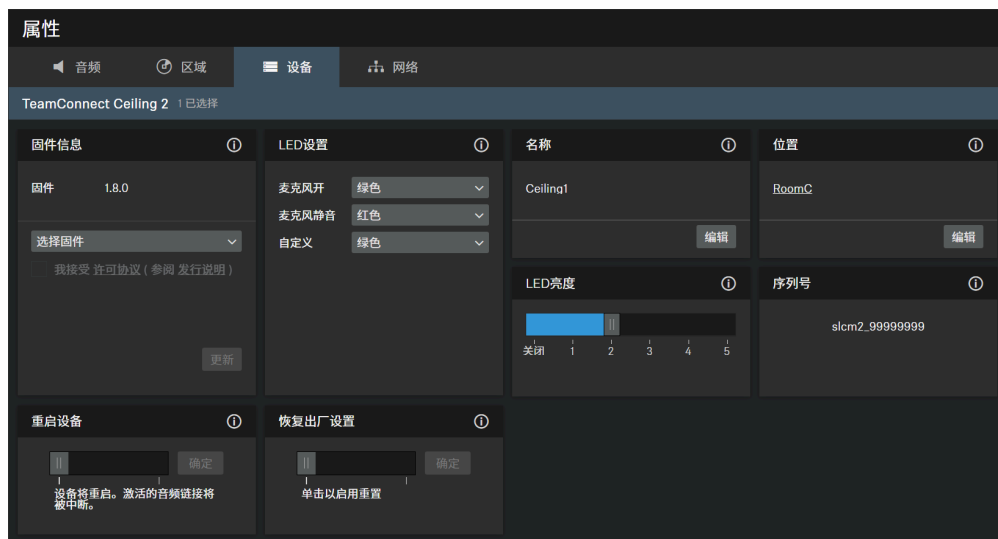 属性
音频 区域 设备 网络
TeamConnect Ceiling 2 1 已选择
固件信息
固件 1.8.0
选择固件
我接受 许可协议 ( 参阅 发行说明 )
更新
LED设置
麦克风开 绿色
麦克风静音 红色
自定义 绿色
名称
Ceiling1
编辑
位置
RoomC
编辑
LED亮度
关闭 1 2 3 4 5
序列号
slcm2_99999999
重启设备
确定
设备将重启。激活的音频链接将
被中断。
恢复出厂设置
确定
单击以启用重置